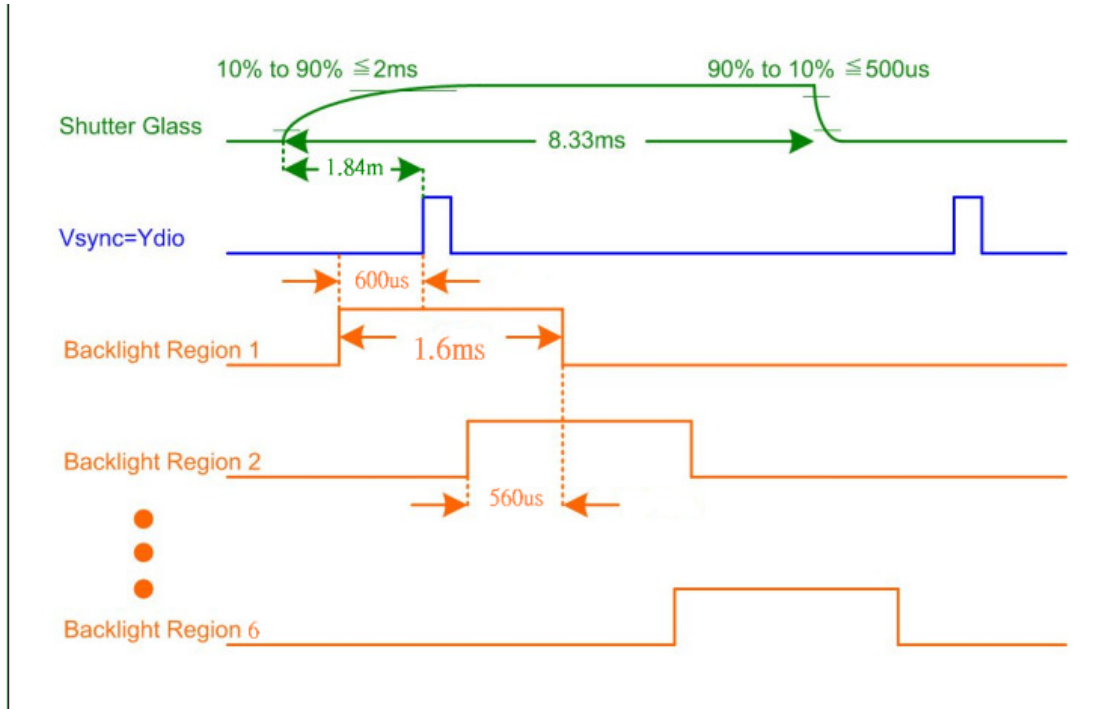 10% to 90% ≦2ms
90% to 10% ≦500us
Shutter Glass
8.33ms
1.84m
Vsync=Ydio
600us
Backlight Region 1
1.6ms
Backlight Region 2
560us
Backlight Region 6